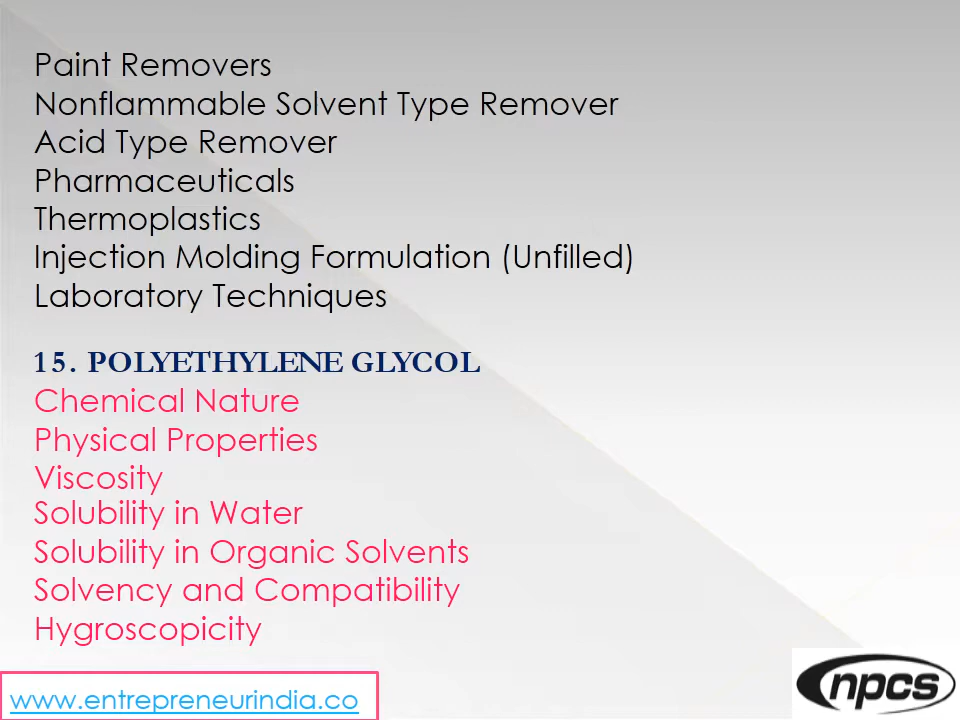 Paint Removers
Nonflammable Solvent Type Remover
Acid Type Remover
Pharmaceuticals
Thermoplastics
Injection Molding Formulation (Unfilled)
Laboratory Techniques
15. POLYETHYLENE GLYCOL
Chemical Nature
Physical Properties
Viscosity
Solubility in Water
Solubility in Organic Solvents
Solvency and Compatibility
Hygroscopicity
www.entrepreneurindia.co
npcs